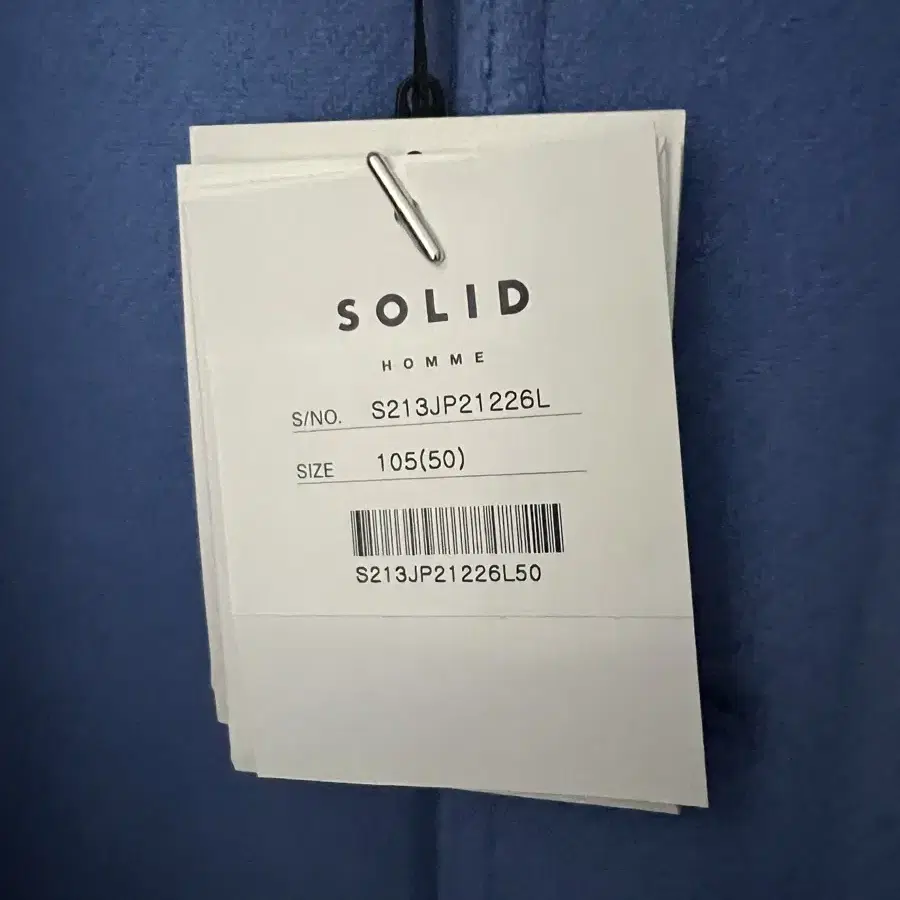 SOLID
HOMME
S/NO. S213JP21226L
SIZE 105(50)
S213JP21226L50